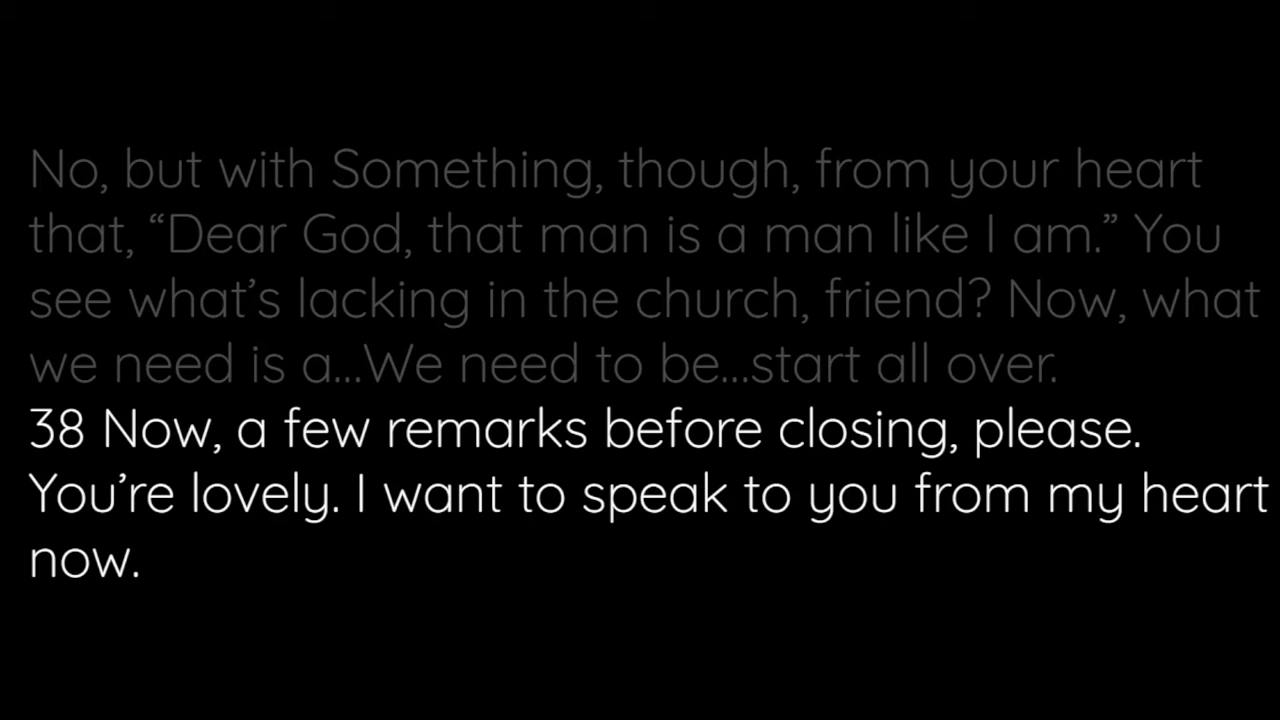 No, but with Something, though, from your heart
that, “Dear God, that man is a man like I am.” You
see what’s lacking in the church, friend? Now, what
we need is a...We need to be...start all over.
38 Now, a few remarks before closing, please.
You’re lovely. I want to speak to you from my heart
now.